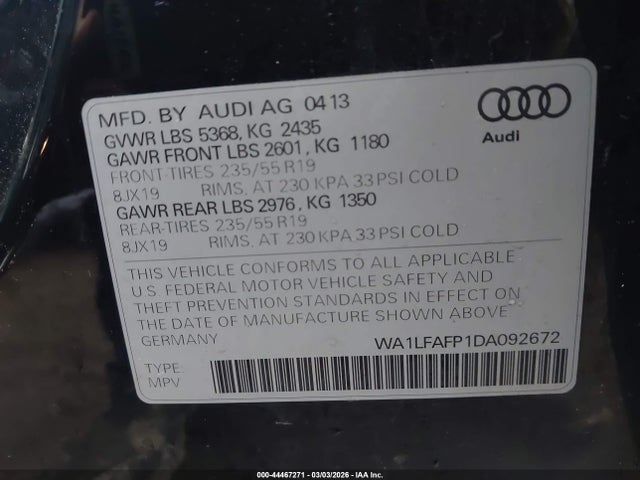 MFD. BY AUDI AG 04 13
GVWR LBS 5368, KG 2435
GAWR FRONT LBS 2601, KG 1180
FRONT-TIRES 235/55 R19
8JX19 RIMS, AT 230 KPA 33 PSI COLD
GAWR REAR LBS 2976, KG 1350
REAR-TIRES 235/55 R19
8JX19 RIMS, AT 230 KPA 33 PSI COLD
Audi
THIS VEHICLE CONFORMS TO ALL APPLICABLE
U.S. FEDERAL MOTOR VEHICLE SAFETY AND
THEFT PREVENTION STANDARDS IN EFFECT ON
THE DATE OF MANUFACTURE SHOWN ABOVE
GERMANY WA1LFAFP1DA092672
TYPE:
MPV
000-44467271 - 03/03/2026 - IAA Inc.